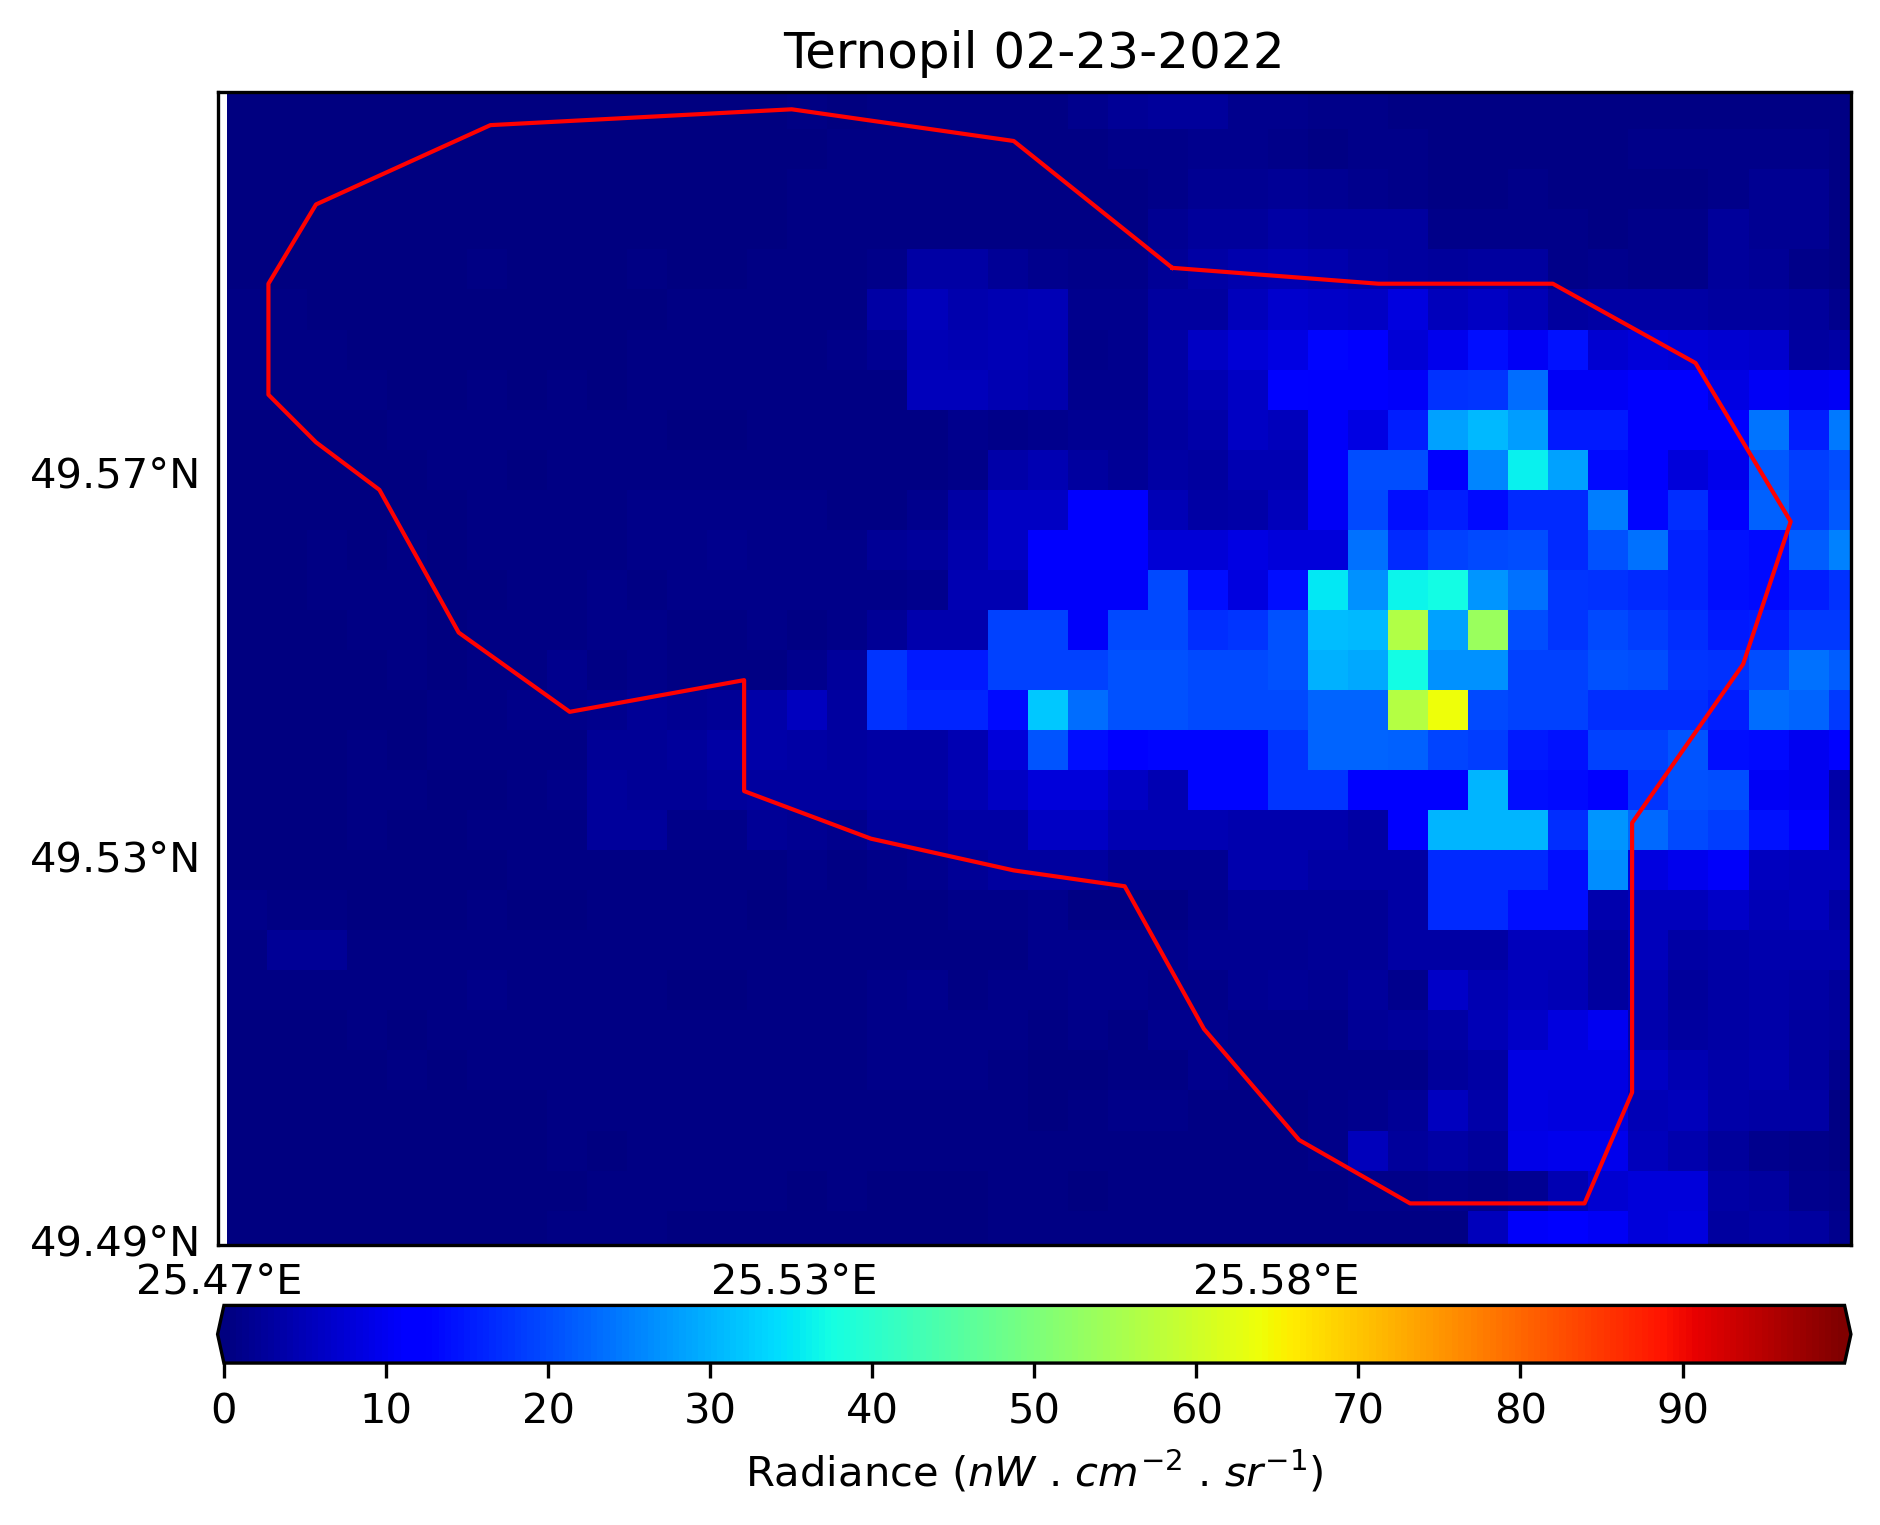 Ternopil 02-23-2022
49.57°N
49.53°N
49.49°N
25.47°E 25.53°E 25.58°E
0 10 20 30 40 50 60 70 80 90
Radiance (nW . cm⁻² . sr⁻¹)